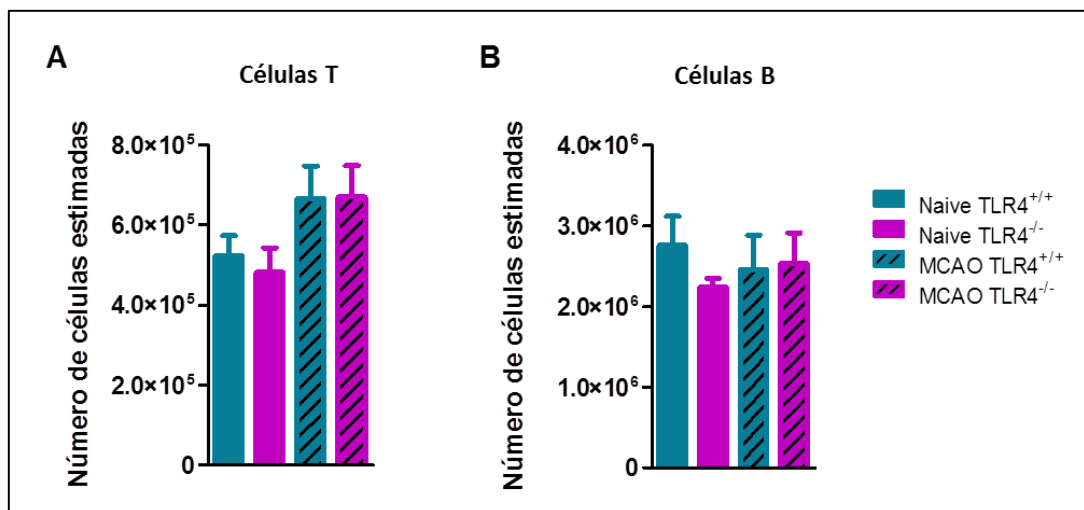 A
Células T
Número de células estimadas
8.0×10⁵
6.0×10⁵
4.0×10⁵
2.0×10⁵
0
B
Células B
Número de células estimadas
4.0×10⁶
3.0×10⁶
2.0×10⁶
1.0×10⁶
0
Naive TLR4⁺/⁺
Naive TLR4⁻/⁻
MCAO TLR4⁺/⁺
MCAO TLR4⁻/⁻